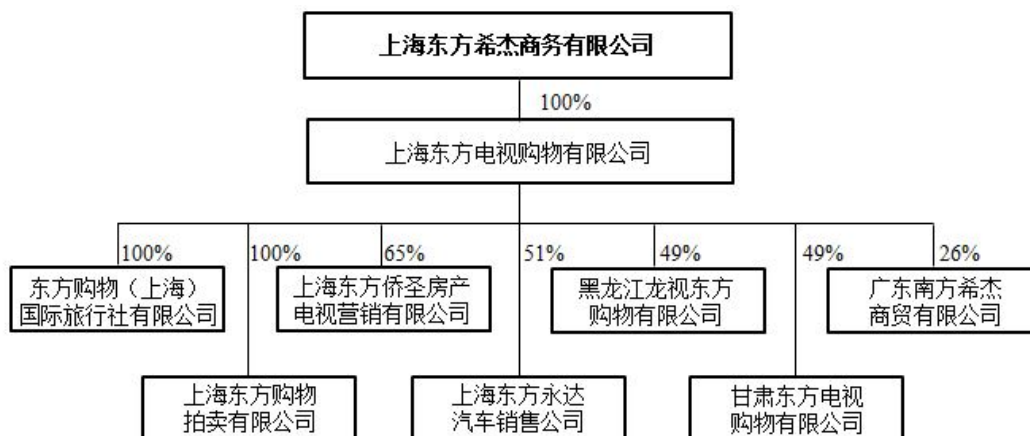 上海东方希杰商务有限公司
100%
上海东方电视购物有限公司
100%
100%
65%
51%
49%
49%
26%
东方购物（上海）
国际旅行社有限公司
上海东方侨圣房产
电视营销有限公司
黑龙江龙视东方
购物有限公司
广东南方希杰
商贸有限公司
上海东方购物
拍卖有限公司
上海东方永达
汽车销售公司
甘肃东方电视
购物有限公司